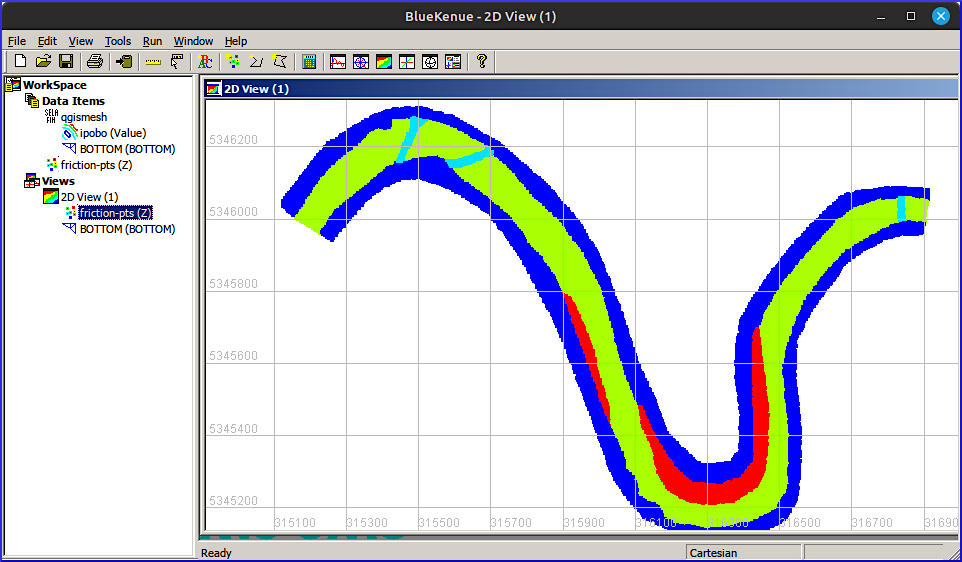 BlueKenue - 2D View (1)
File Edit View Tools Run Window Help
WorkSpace
Data Items
SELA
FIN
qgismesh
ipobo (Value)
BOTTOM (BOTTOM)
friction-pts (Z)
Views
2D View (1)
friction-pts (Z)
BOTTOM (BOTTOM)
2D View (1)
5346200
5346000
5345800
5345600
5345400
5345200
315100 315300 315500 315700 315900 316100 316500 316700
Ready
Cartesian